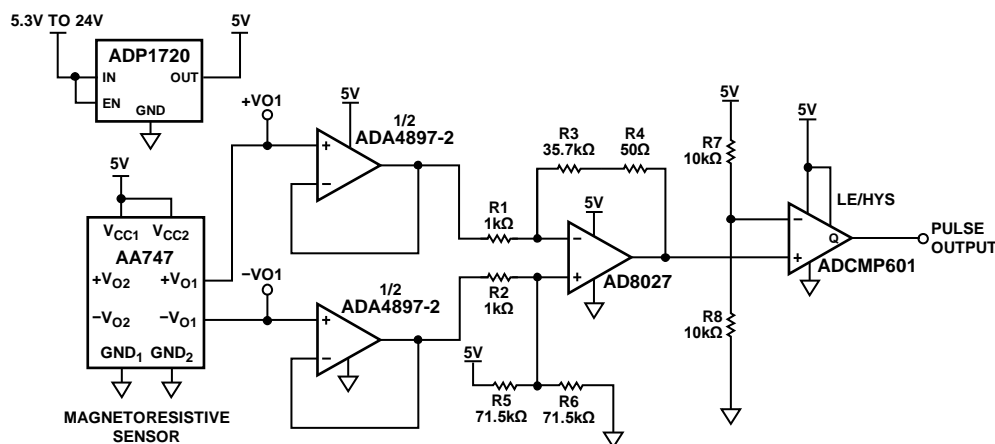 5.3V TO 24V
5V
ADP1720
IN
OUT
EN
GND
+VO1
5V
1/2
ADA4897-2
+
−
5V
VCC1 VCC2
AA747
+VO2 +VO1
−VO2 −VO1
GND1 GND2
MAGNETORESISTIVE
SENSOR
−VO1
1/2
ADA4897-2
+
−
R1
1kΩ
R2
1kΩ
R3
35.7kΩ
R4
50Ω
5V
−
+
AD8027
5V
R5
71.5kΩ
R6
71.5kΩ
5V
R7
10kΩ
R8
10kΩ
5V
LE/HYS
−
Q
+
ADCMP601
PULSE
OUTPUT